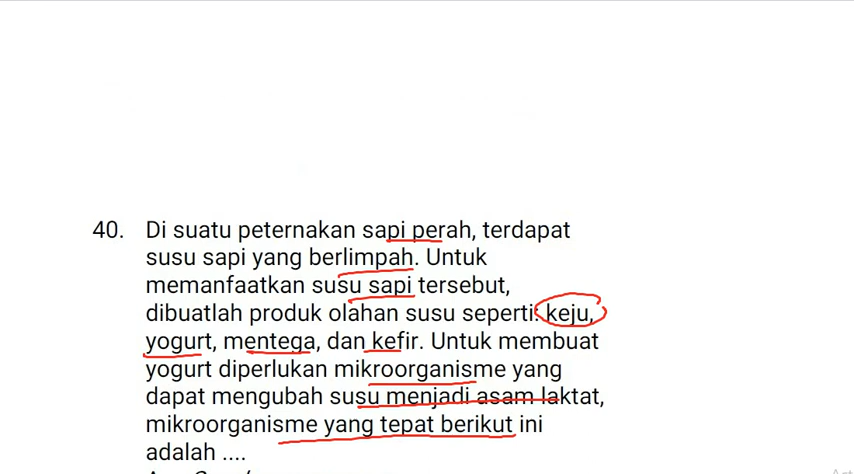 40. Di suatu peternakan sapi perah, terdapat
susu sapi yang berlimpah. Untuk
memanfaatkan susu sapi tersebut,
dibuatlah produk olahan susu seperti: keju,
yogurt, mentega, dan kefir. Untuk membuat
yogurt diperlukan mikroorganisme yang
dapat mengubah susu menjadi asam laktat,
mikroorganisme yang tepat berikut ini
adalah ....